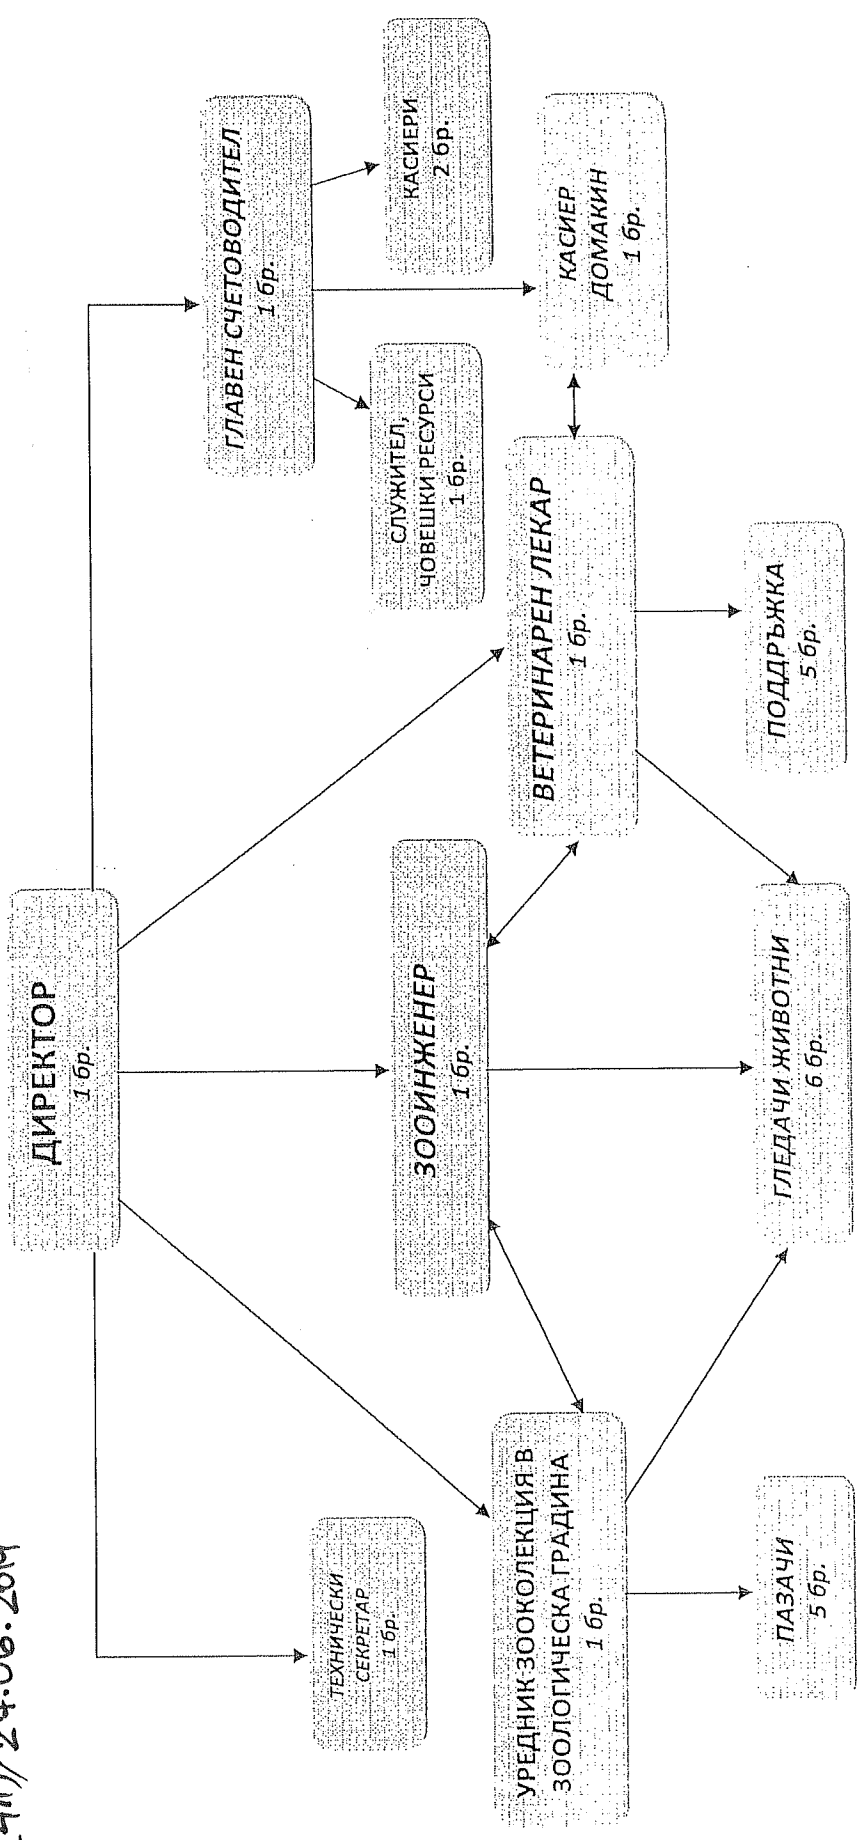 24.06.2019
ДИРЕКТОР
1 бр.
ТЕХНИЧЕСКИ
СЕКРЕТАР
1 бр.
ЗООИНЖЕНЕР
1 бр.
ГЛАВЕН СЧЕТОВОДИТЕЛ
1 бр.
СЛУЖИТЕЛ,
ЧОВЕШКИ РЕСУРСИ
1 бр.
КАСИЕРИ
2 бр.
УРЕДНИК ЗООКОЛЕКЦИЯ В
ЗООЛОГИЧЕСКА ГРАДИНА
1 бр.
ВЕТЕРИНАРЕН ЛЕКАР
1 бр.
КАСИЕР
ДОМАКИН
1 бр.
ПАЗАЧИ
5 бр.
ГЛЕДАЧИ ЖИВОТНИ
6 бр.
ПОДДРЪЖКА
5 бр.